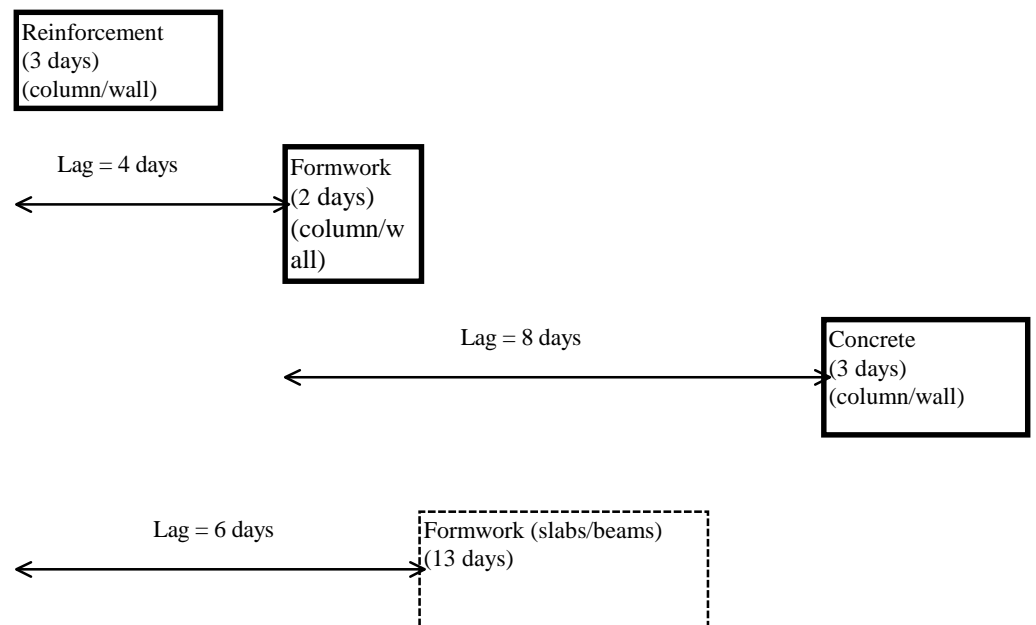 Reinforcement
(3 days)
(column/wall)
Lag = 4 days
Formwork
(2 days)
(column/w
all)
Lag = 8 days
Concrete
(3 days)
(column/wall)
Lag = 6 days
Formwork (slabs/beams)
(13 days)